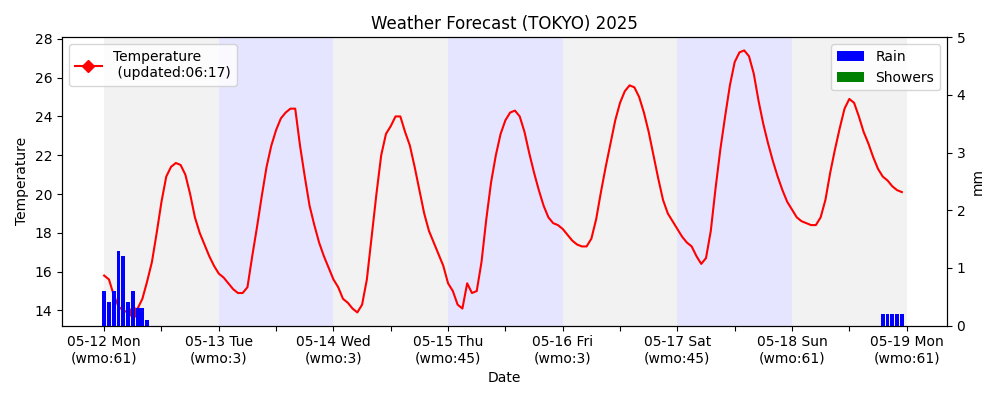 Weather Forecast (TOKYO) 2025
Temperature
(updated:06:17)
Rain
Showers
Temperature
28
26
24
22
20
18
16
14
5
4
3
2
1
0
mm
05-12 Mon
(wmo:61)
05-13 Tue
(wmo:3)
05-14 Wed
(wmo:3)
05-15 Thu
(wmo:45)
05-16 Fri
(wmo:3)
05-17 Sat
(wmo:45)
05-18 Sun
(wmo:61)
05-19 Mon
(wmo:61)
Date